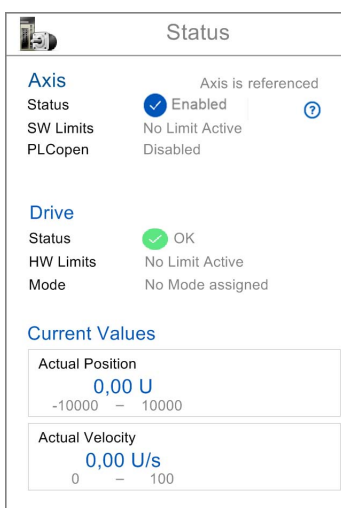 Status
Axis
Axis is referenced
Status Enabled
SW Limits No Limit Active
PLCopen Disabled
Drive
Status OK
HW Limits No Limit Active
Mode No Mode assigned
Current Values
Actual Position
0,00 U
-10000 – 10000
Actual Velocity
0,00 U/s
0 – 100